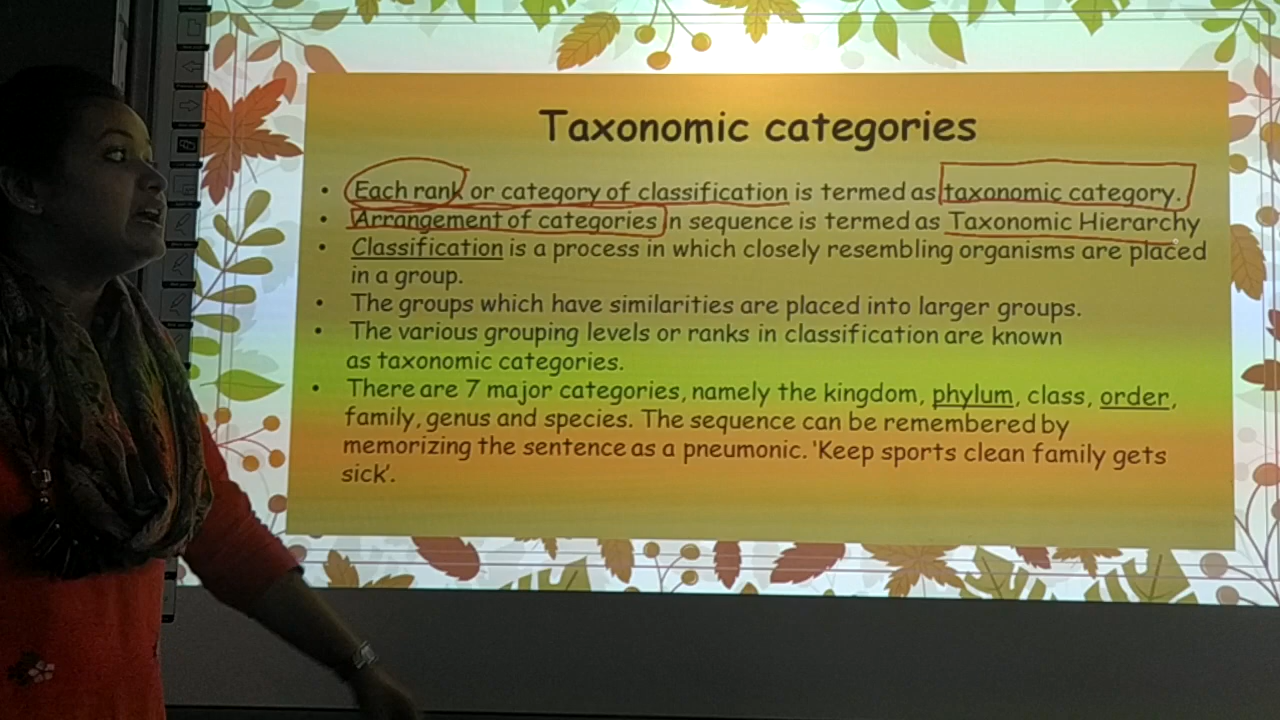 Taxonomic categories
• Each rank or category of classification is termed as taxonomic category.
• Arrangement of categories in sequence is termed as Taxonomic Hierarchy
• Classification is a process in which closely resembling organisms are placed
in a group.
• The groups which have similarities are placed into larger groups.
• The various grouping levels or ranks in classification are known
as taxonomic categories.
• There are 7 major categories, namely the kingdom, phylum, class, order,
family, genus and species. The sequence can be remembered by
memorizing the sentence as a pneumonic. 'Keep sports clean family gets
sick'.